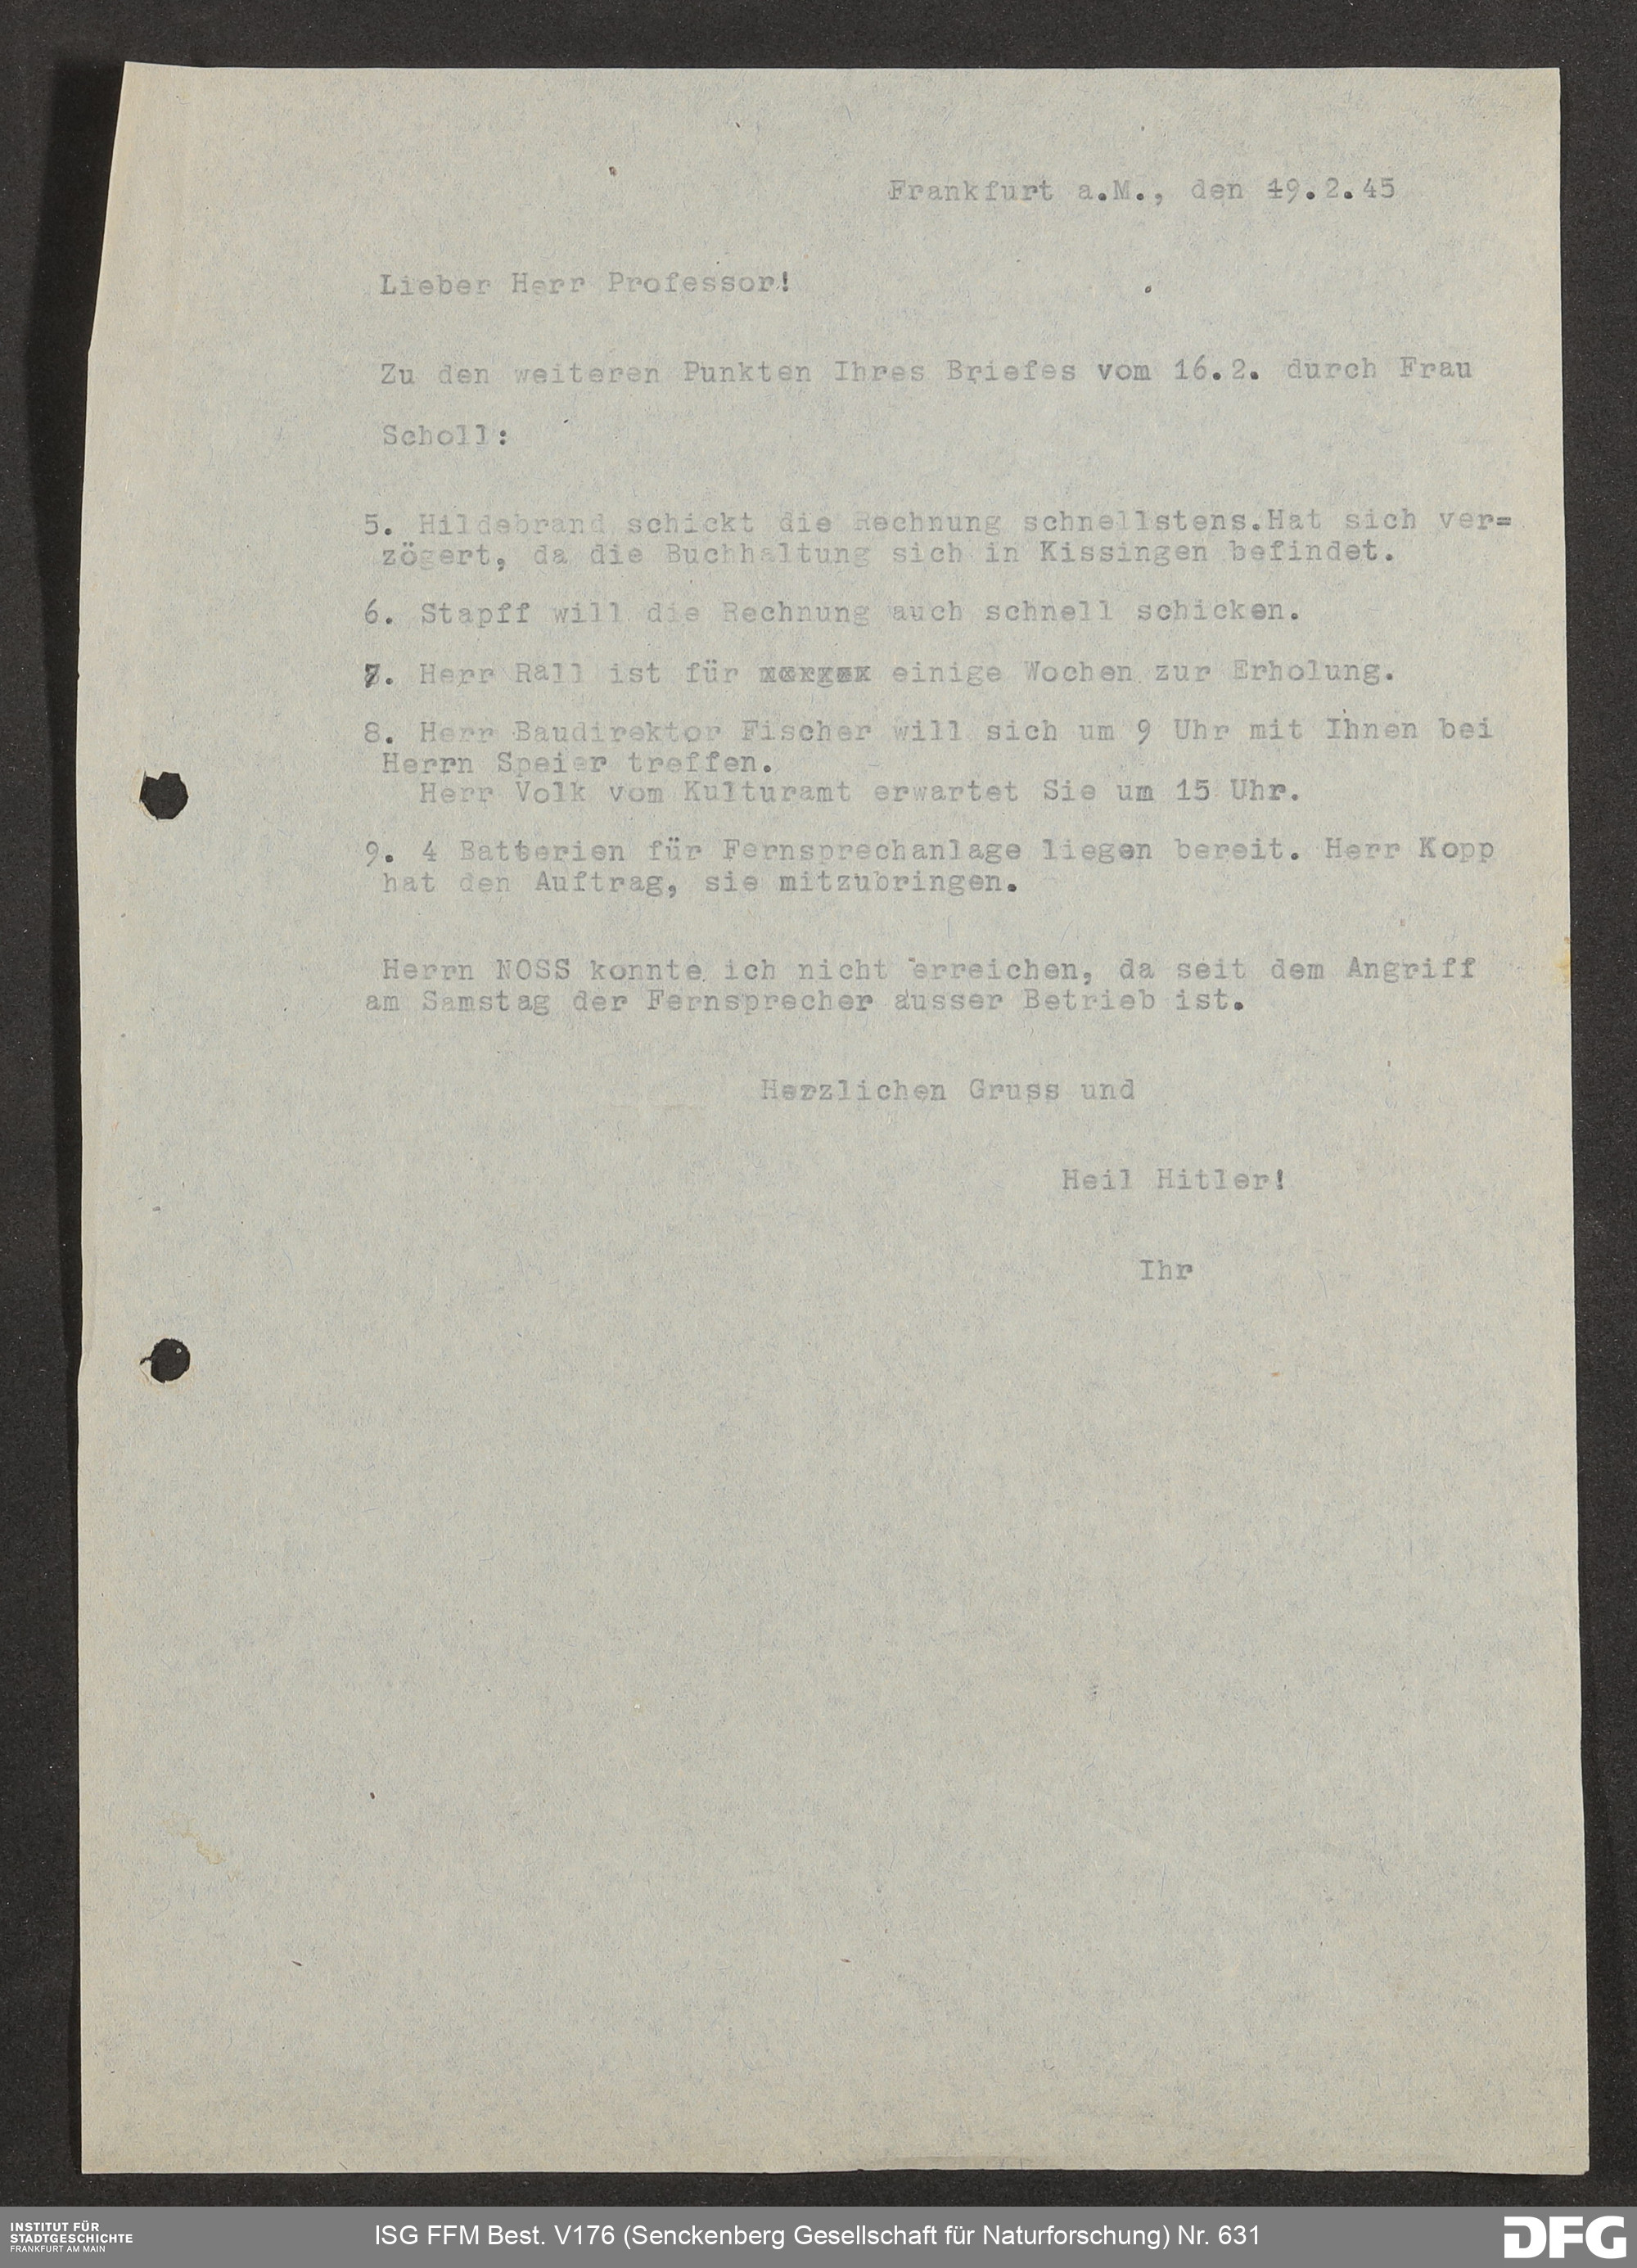 Frankfurt a.M., den 19.2.45
Lieber Herr Professor!
Zu den weiteren Punkten Ihres Briefes vom 16.2. durch Frau
Scholl:
5. Hildebrand schickt die Rechnung schnellstens.Hat sich ver=
zögert, da die Buchhaltung sich in Kissingen befindet.
6. Stapff will die Rechnung auch schnell schicken.
7. Herr Rall ist für einige Wochen zur Erholung.
8. Herr Baudirektor Fischer will sich um 9 Uhr mit Ihnen bei
Herrn Speier treffen.
Herr Volk vom Kulturamt erwartet Sie um 15 Uhr.
9. 4 Batterien für Fernsprechanlage liegen bereit. Herr Kopp
hat den Auftrag, sie mitzubringen.
Herrn NOSS konnte ich nicht erreichen, da seit dem Angriff
am Samstag der Fernsprecher ausser Betrieb ist.
Herzlichen Gruss und
Heil Hitler!
Ihr
INSTITUT FÜR
STADTGESCHICHTE
FRANKFURT AM MAIN
ISG FFM Best. V176 (Senckenberg Gesellschaft für Naturforschung) Nr. 631
DFG